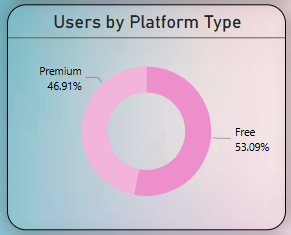 Users by Platform Type
Premium
46.91%
Free
53.09%